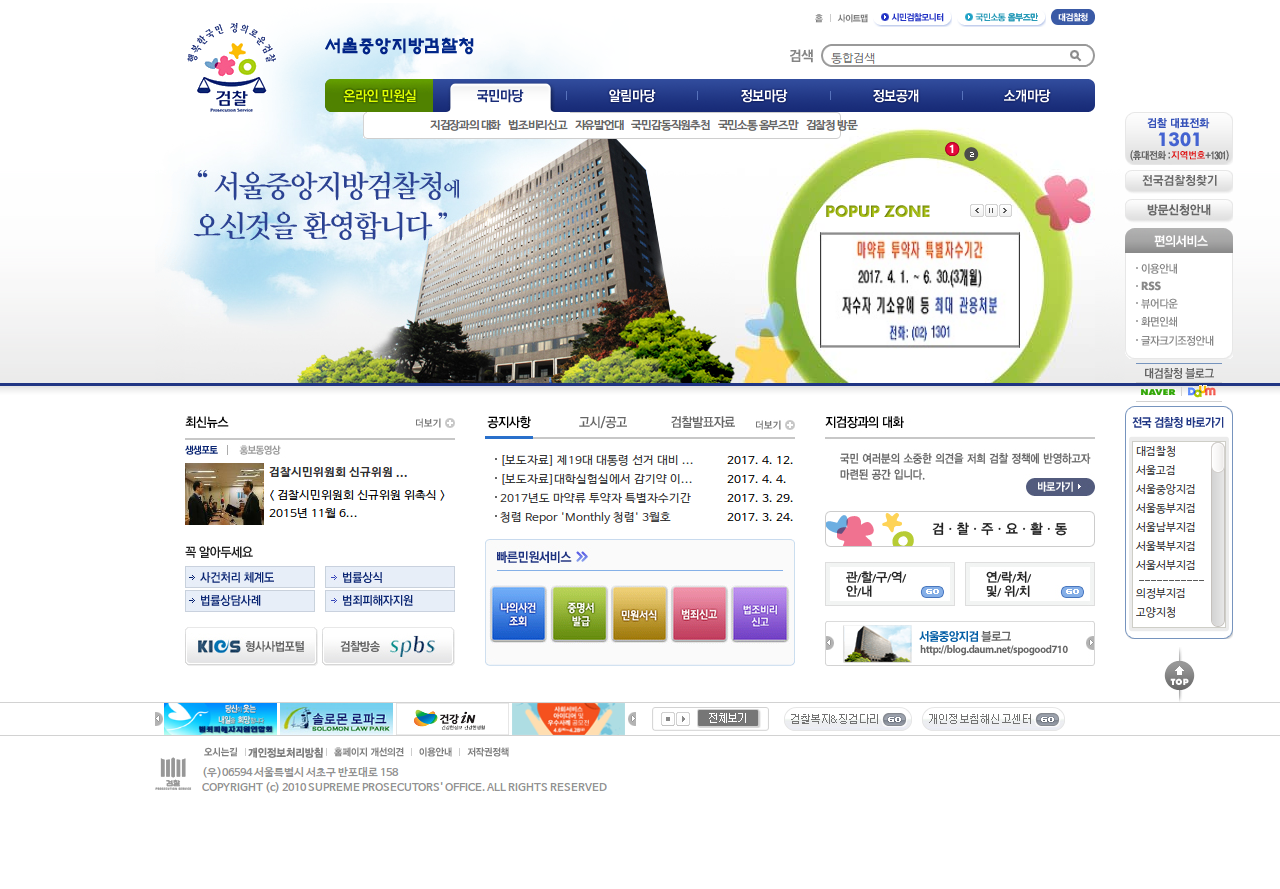 홈 사이트맵 시민검찰모니터 국민소통 옴부즈만 대검찰청
행복한국민 정의로운검찰
검찰
Prosecution Service
서울중앙지방검찰청
검색 통합검색
온라인 민원실 국민마당 알림마당 정보마당 정보공개 소개마당
지검장과의 대화 법조비리신고 자유발언대 국민감동직원추천 국민소통 옴부즈만 검찰청 방문
“ 서울중앙지방검찰청에
오신것을 환영합니다 ”
1 2
POPUP ZONE
마약류 투약자 특별자수기간
2017. 4. 1. ~ 6. 30.(3개월)
자수자 기소유예 등 최대 관용처분
전화: (02) 1301
검찰 대표전화
1301
(휴대전화 : 지역번호+1301)
전국검찰청찾기
방문신청안내
편의서비스
· 이용안내
· RSS
· 뷰어다운
· 화면인쇄
· 글자크기조정안내
대검찰청 블로그
NAVER Daum
전국 검찰청 바로가기
대검찰청
서울고검
서울중앙지검
서울동부지검
서울남부지검
서울북부지검
서울서부지검
------------
의정부지검
고양지청
TOP
최신뉴스 더보기
생생포토 홍보동영상
검찰시민위원회 신규위원 ...
< 검찰시민위원회 신규위원 위촉식 >
2015년 11월 6...
꼭 알아두세요
사건처리 체계도 법률상식
법률상담사례 범죄피해자지원
KICS 형사사법포털 검찰방송 spbs
공지사항 고시/공고 검찰발표자료 더보기
· [보도자료] 제19대 대통령 선거 대비 ... 2017. 4. 12.
· [보도자료]대학실험실에서 감기약 이... 2017. 4. 4.
· 2017년도 마약류 투약자 특별자수기간 2017. 3. 29.
· 청렴 Repor 'Monthly 청렴' 3월호 2017. 3. 24.
빠른민원서비스
나의사건
조회
증명서
발급
민원서식
범죄신고
법조비리
신고
지검장과의 대화
국민 여러분의 소중한 의견을 저희 검찰 정책에 반영하고자
마련된 공간 입니다.
바로가기
검·찰·주·요·활·동
관/할/구/역/
안/내 GO
연/락/처/
및/ 위/치 GO
서울중앙지검 블로그
http://blog.daum.net/spogood710
당신이 웃는
내일을 희망합니다
범죄피해자지원연합회
솔로몬 로파크
SOLOMON LAW PARK
건강iN
사회서비스
아이디어 및
우수사례 공모전
전체보기
검찰복지&징검다리 GO
개인정보침해신고센터 GO
오시는길 개인정보처리방침 홈페이지 개선의견 이용안내 저작권정책
검찰
PROSECUTION SERVICE
(우)06594 서울특별시 서초구 반포대로 158
COPYRIGHT (c) 2010 SUPREME PROSECUTORS' OFFICE. ALL RIGHTS RESERVED